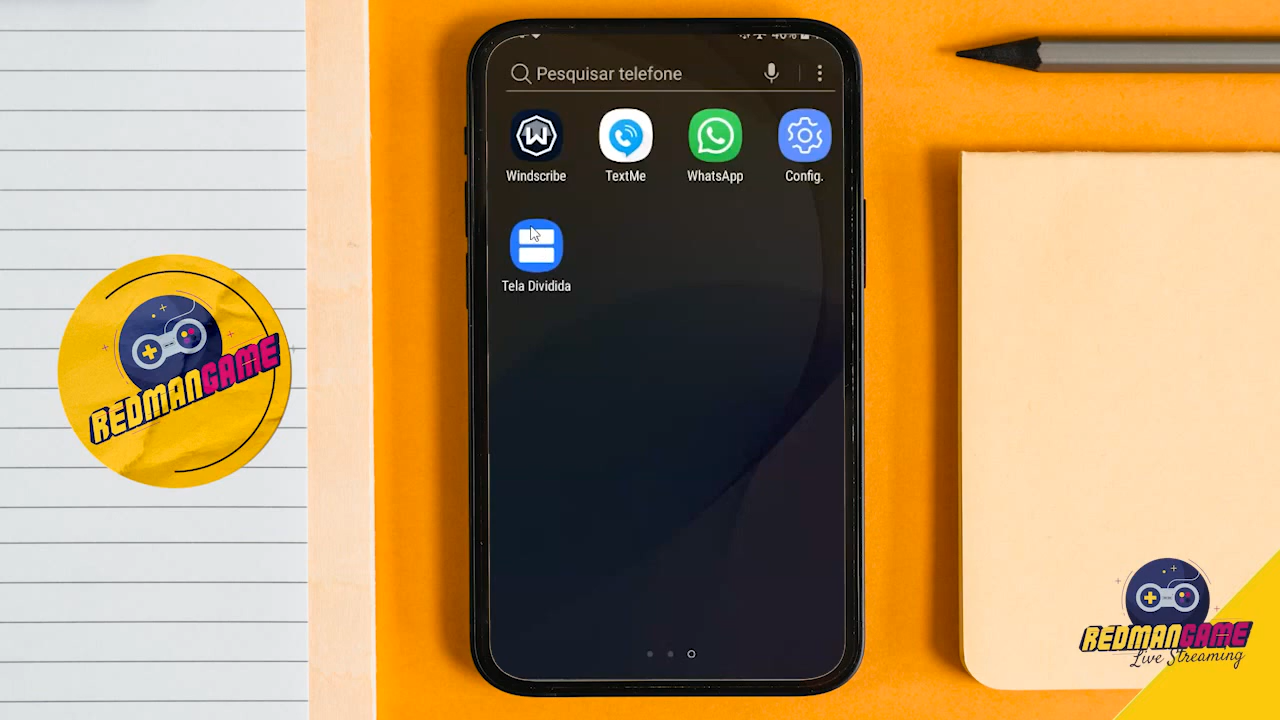 Pesquisar telefone
Windscribe
TextMe
WhatsApp
Config.
Tela Dividida
REDMANGAME
REDMANGAME
Live Streaming